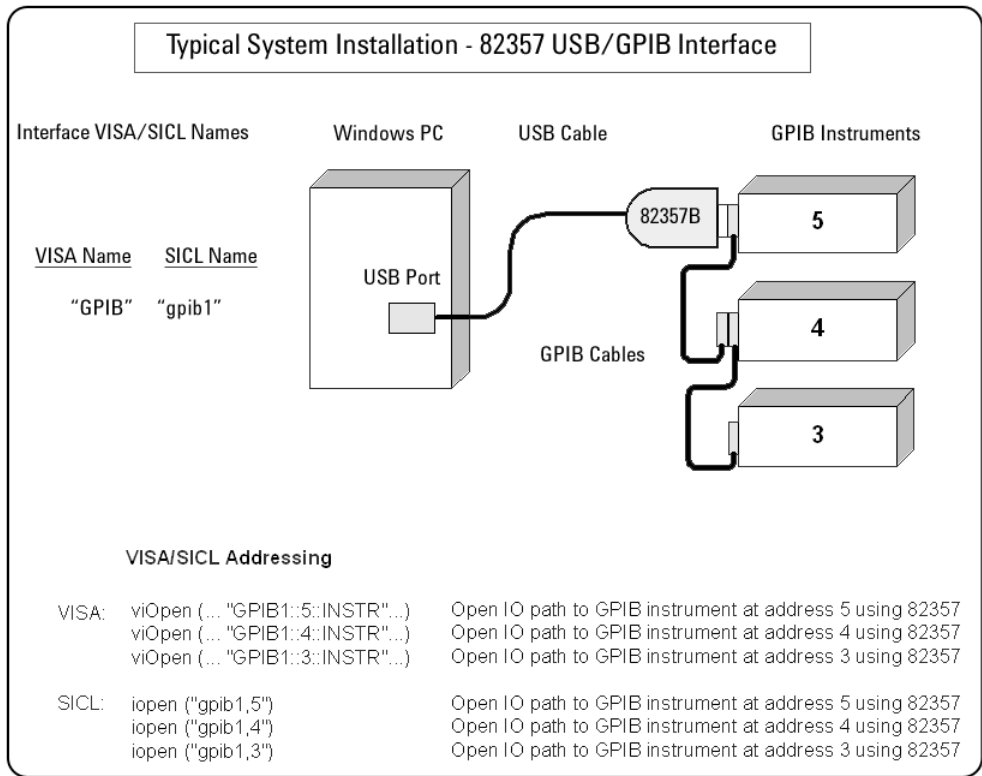 Typical System Installation - 82357 USB/GPIB Interface
Interface VISA/SICL Names
Windows PC
USB Cable
GPIB Instruments
82357B
5
VISA Name SICL Name
USB Port
“GPIB” “gpib1”
4
GPIB Cables
3
VISA/SICL Addressing
VISA: viOpen (... "GPIB1::5::INSTR"...) Open IO path to GPIB instrument at address 5 using 82357
viOpen (... "GPIB1::4::INSTR"...) Open IO path to GPIB instrument at address 4 using 82357
viOpen (... "GPIB1::3::INSTR"...) Open IO path to GPIB instrument at address 3 using 82357
SICL: iopen ("gpib1,5") Open IO path to GPIB instrument at address 5 using 82357
iopen ("gpib1,4") Open IO path to GPIB instrument at address 4 using 82357
iopen ("gpib1,3") Open IO path to GPIB instrument at address 3 using 82357